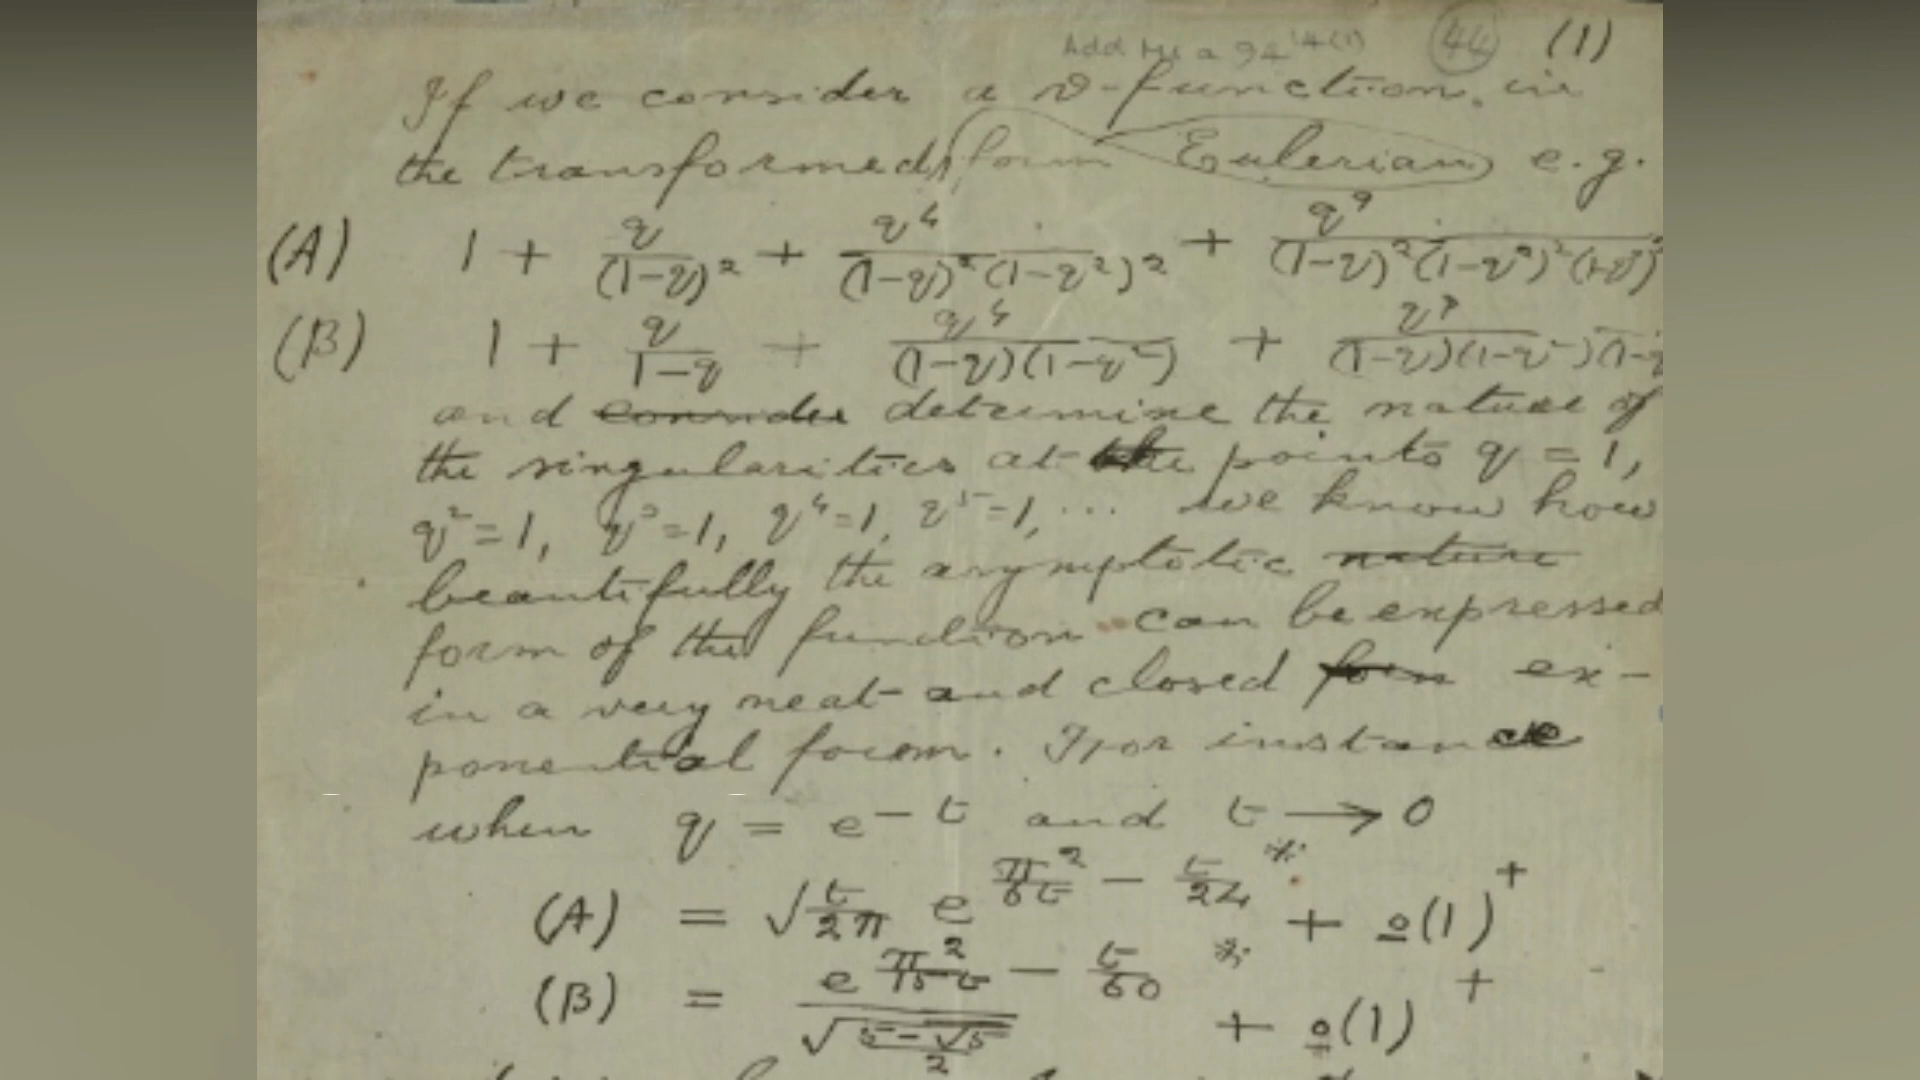 Add Ms a 94 14(1) (44) (1)
If we consider a ϑ-function in
the transformed form Eulerian e.g.
(A) 1 + q/(1-q)² + q⁴/(1-q)²(1-q²)² + q⁹/(1-q)²(1-q²)²(1-q³)²
(B) 1 + q/1-q + q⁴/(1-q)(1-q²) + q⁹/(1-q)(1-q²)(1-q
and consider determine the nature of
the singularities at the points q = 1,
q² = 1, q³ = 1, q⁴ = 1, q⁵ = 1, ... we know how
beautifully the asymptotic nature
form of the function can be expressed
in a very neat and closed form ex-
ponential form. For instance
when q = e^-t and t → 0
(A) = √t/2π e^π²/6t - t/24 * + o(1) +
(B) = e^π²/15t - t/60 * / √5-√5/2 + o(1) +